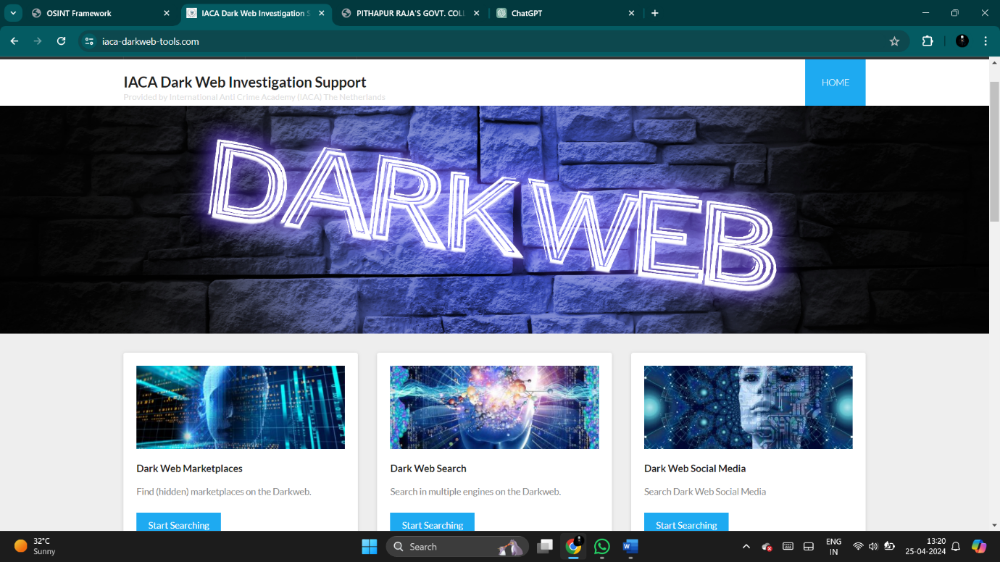 OSINT Framework
IACA Dark Web Investigation S
PITHAPUR RAJA'S GOVT. COLL
ChatGPT
iaca-darkweb-tools.com
IACA Dark Web Investigation Support
Provided by International Anti Crime Academy (IACA) The Netherlands
HOME
DARK WEB
Dark Web Marketplaces
Find (hidden) marketplaces on the Darkweb.
Start Searching
Dark Web Search
Search in multiple engines on the Darkweb.
Start Searching
Dark Web Social Media
Search Dark Web Social Media
Start Searching
32°C
Sunny
Search
ENG
IN
13:20
25-04-2024